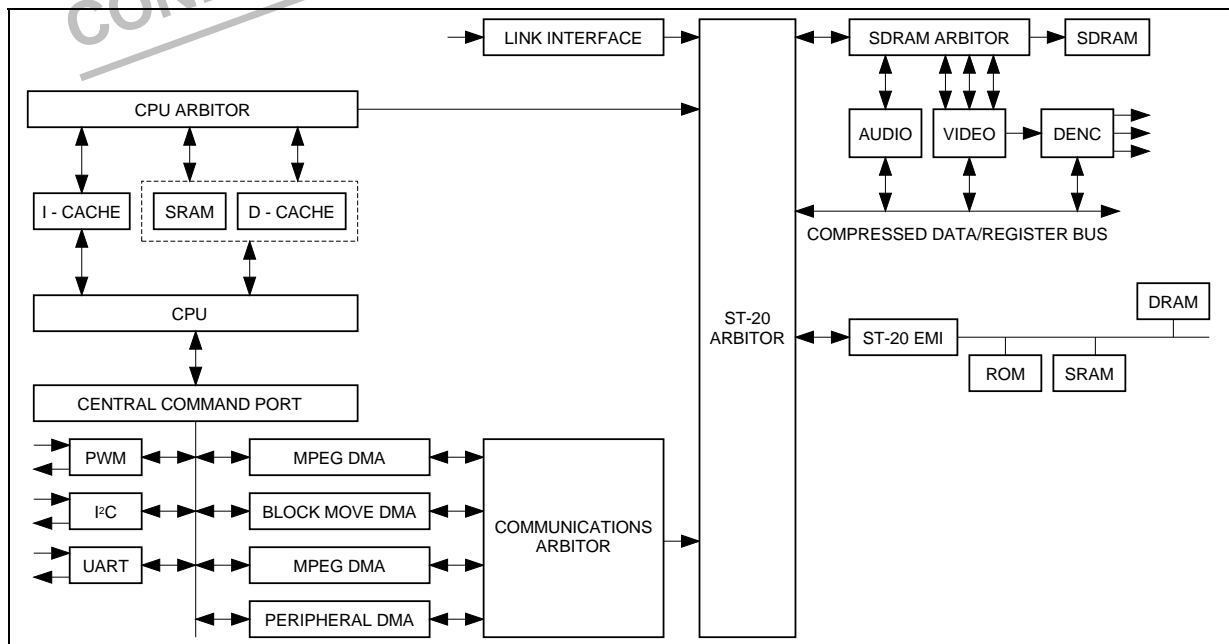 CON
LINK INTERFACE
SDRAM ARBITOR
SDRAM
CPU ARBITOR
AUDIO
VIDEO
DENC
I - CACHE
SRAM
D - CACHE
COMPRESSED DATA/REGISTER BUS
CPU
ST-20
ARBITOR
DRAM
ST-20 EMI
ROM
SRAM
CENTRAL COMMAND PORT
PWM
MPEG DMA
I²C
BLOCK MOVE DMA
COMMUNICATIONS
ARBITOR
UART
MPEG DMA
PERIPHERAL DMA